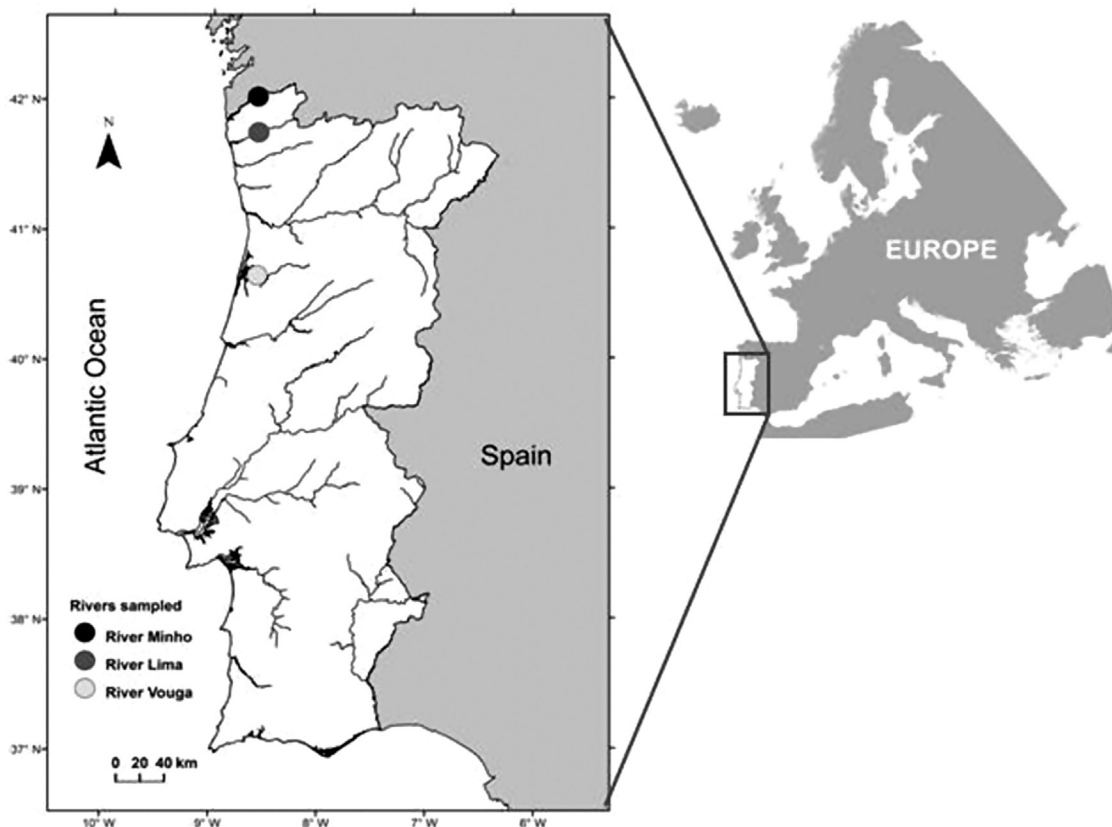 42° N
N
41° N
40° N
39° N
38° N
37° N
Atlantic Ocean
Spain
EUROPE
Rivers sampled
River Minho
River Lima
River Vouga
0 20 40 km
10° W
9° W
8° W
7° W
6° W